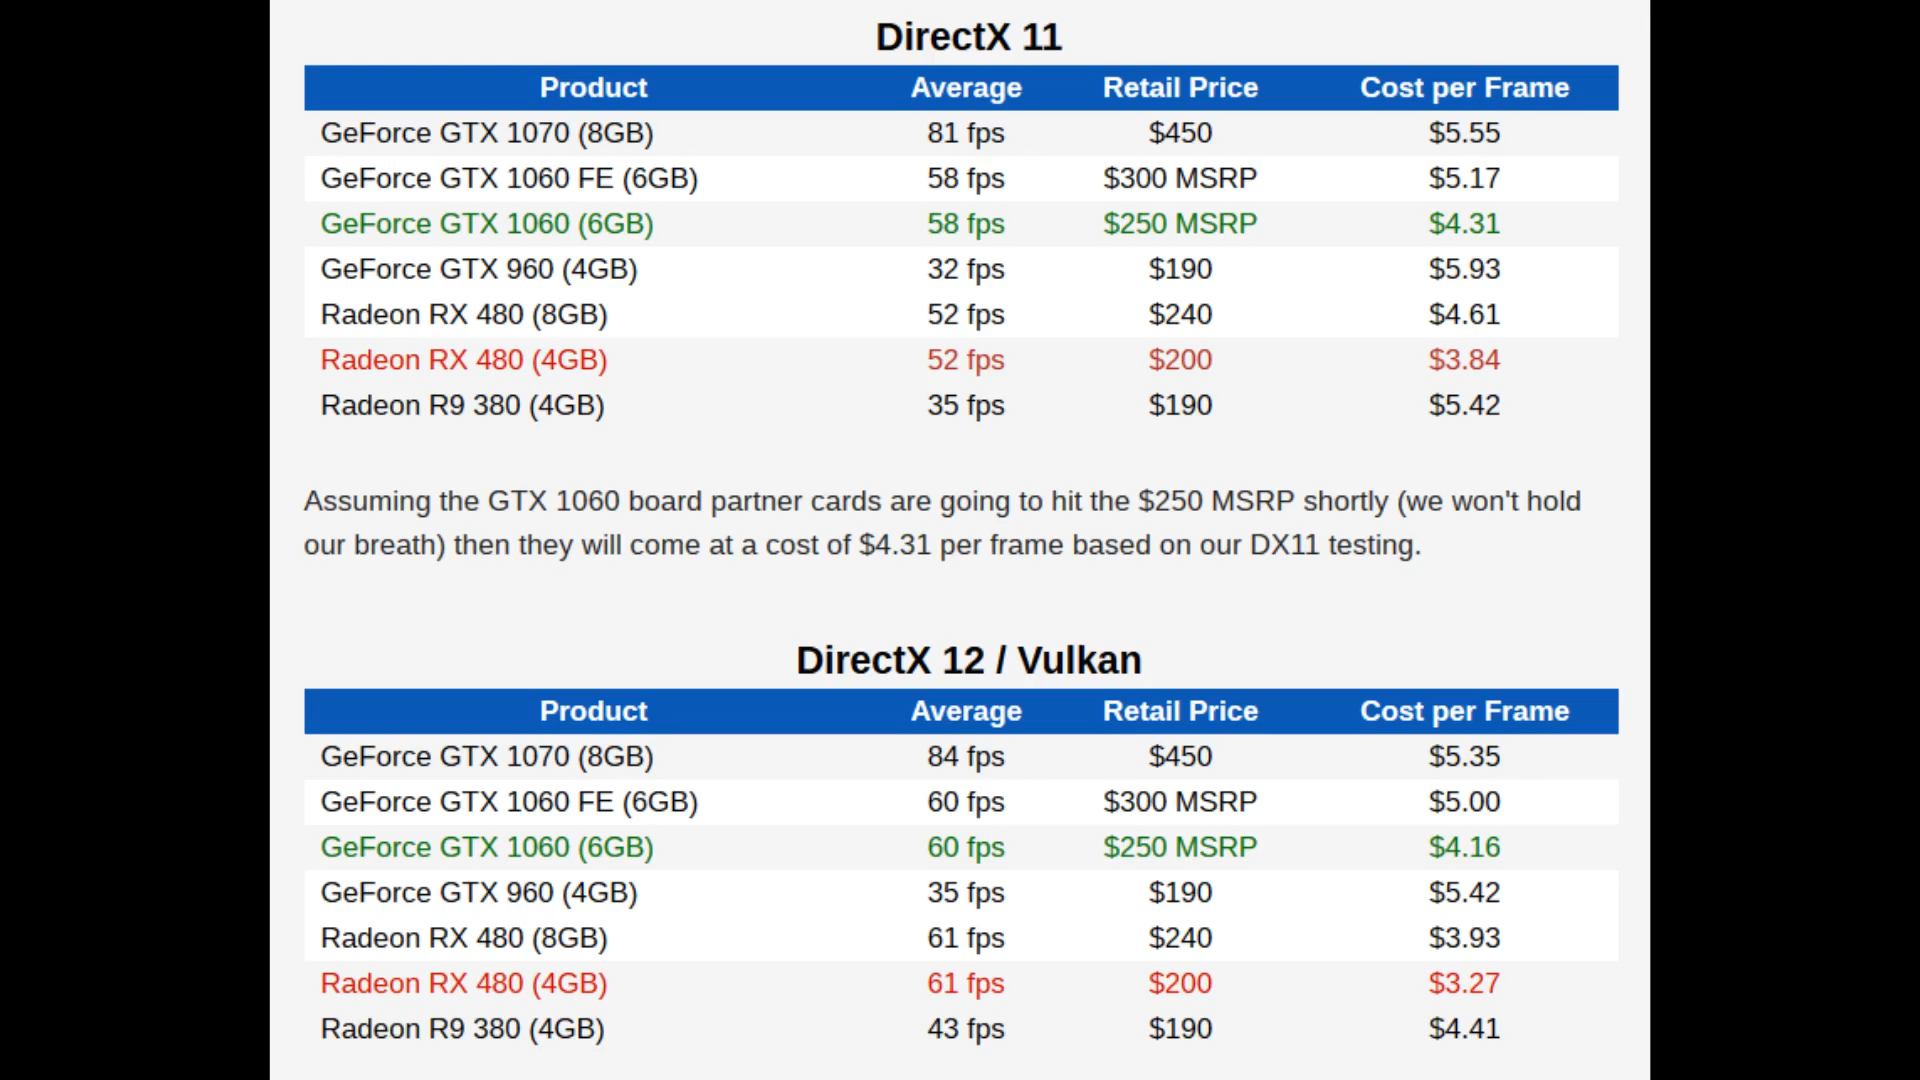 DirectX 11
Product Average Retail Price Cost per Frame
GeForce GTX 1070 (8GB) 81 fps $450 $5.55
GeForce GTX 1060 FE (6GB) 58 fps $300 MSRP $5.17
GeForce GTX 1060 (6GB) 58 fps $250 MSRP $4.31
GeForce GTX 960 (4GB) 32 fps $190 $5.93
Radeon RX 480 (8GB) 52 fps $240 $4.61
Radeon RX 480 (4GB) 52 fps $200 $3.84
Radeon R9 380 (4GB) 35 fps $190 $5.42
Assuming the GTX 1060 board partner cards are going to hit the $250 MSRP shortly (we won't hold
our breath) then they will come at a cost of $4.31 per frame based on our DX11 testing.
DirectX 12 / Vulkan
Product Average Retail Price Cost per Frame
GeForce GTX 1070 (8GB) 84 fps $450 $5.35
GeForce GTX 1060 FE (6GB) 60 fps $300 MSRP $5.00
GeForce GTX 1060 (6GB) 60 fps $250 MSRP $4.16
GeForce GTX 960 (4GB) 35 fps $190 $5.42
Radeon RX 480 (8GB) 61 fps $240 $3.93
Radeon RX 480 (4GB) 61 fps $200 $3.27
Radeon R9 380 (4GB) 43 fps $190 $4.41